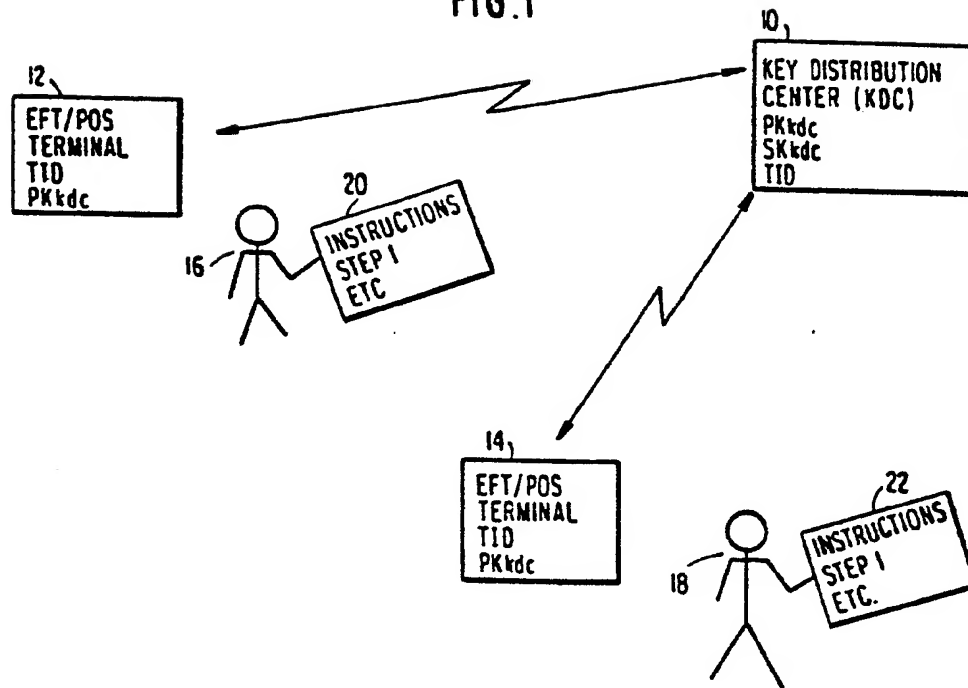 FIG.1
10
KEY DISTRIBUTION
CENTER (KDC)
PKkdc
SKkdc
TID
12
EFT/POS
TERMINAL
TID
PKkdc
20
INSTRUCTIONS
STEP 1
ETC
16
14
EFT/POS
TERMINAL
TID
PKkdc
22
INSTRUCTIONS
STEP 1
ETC.
18